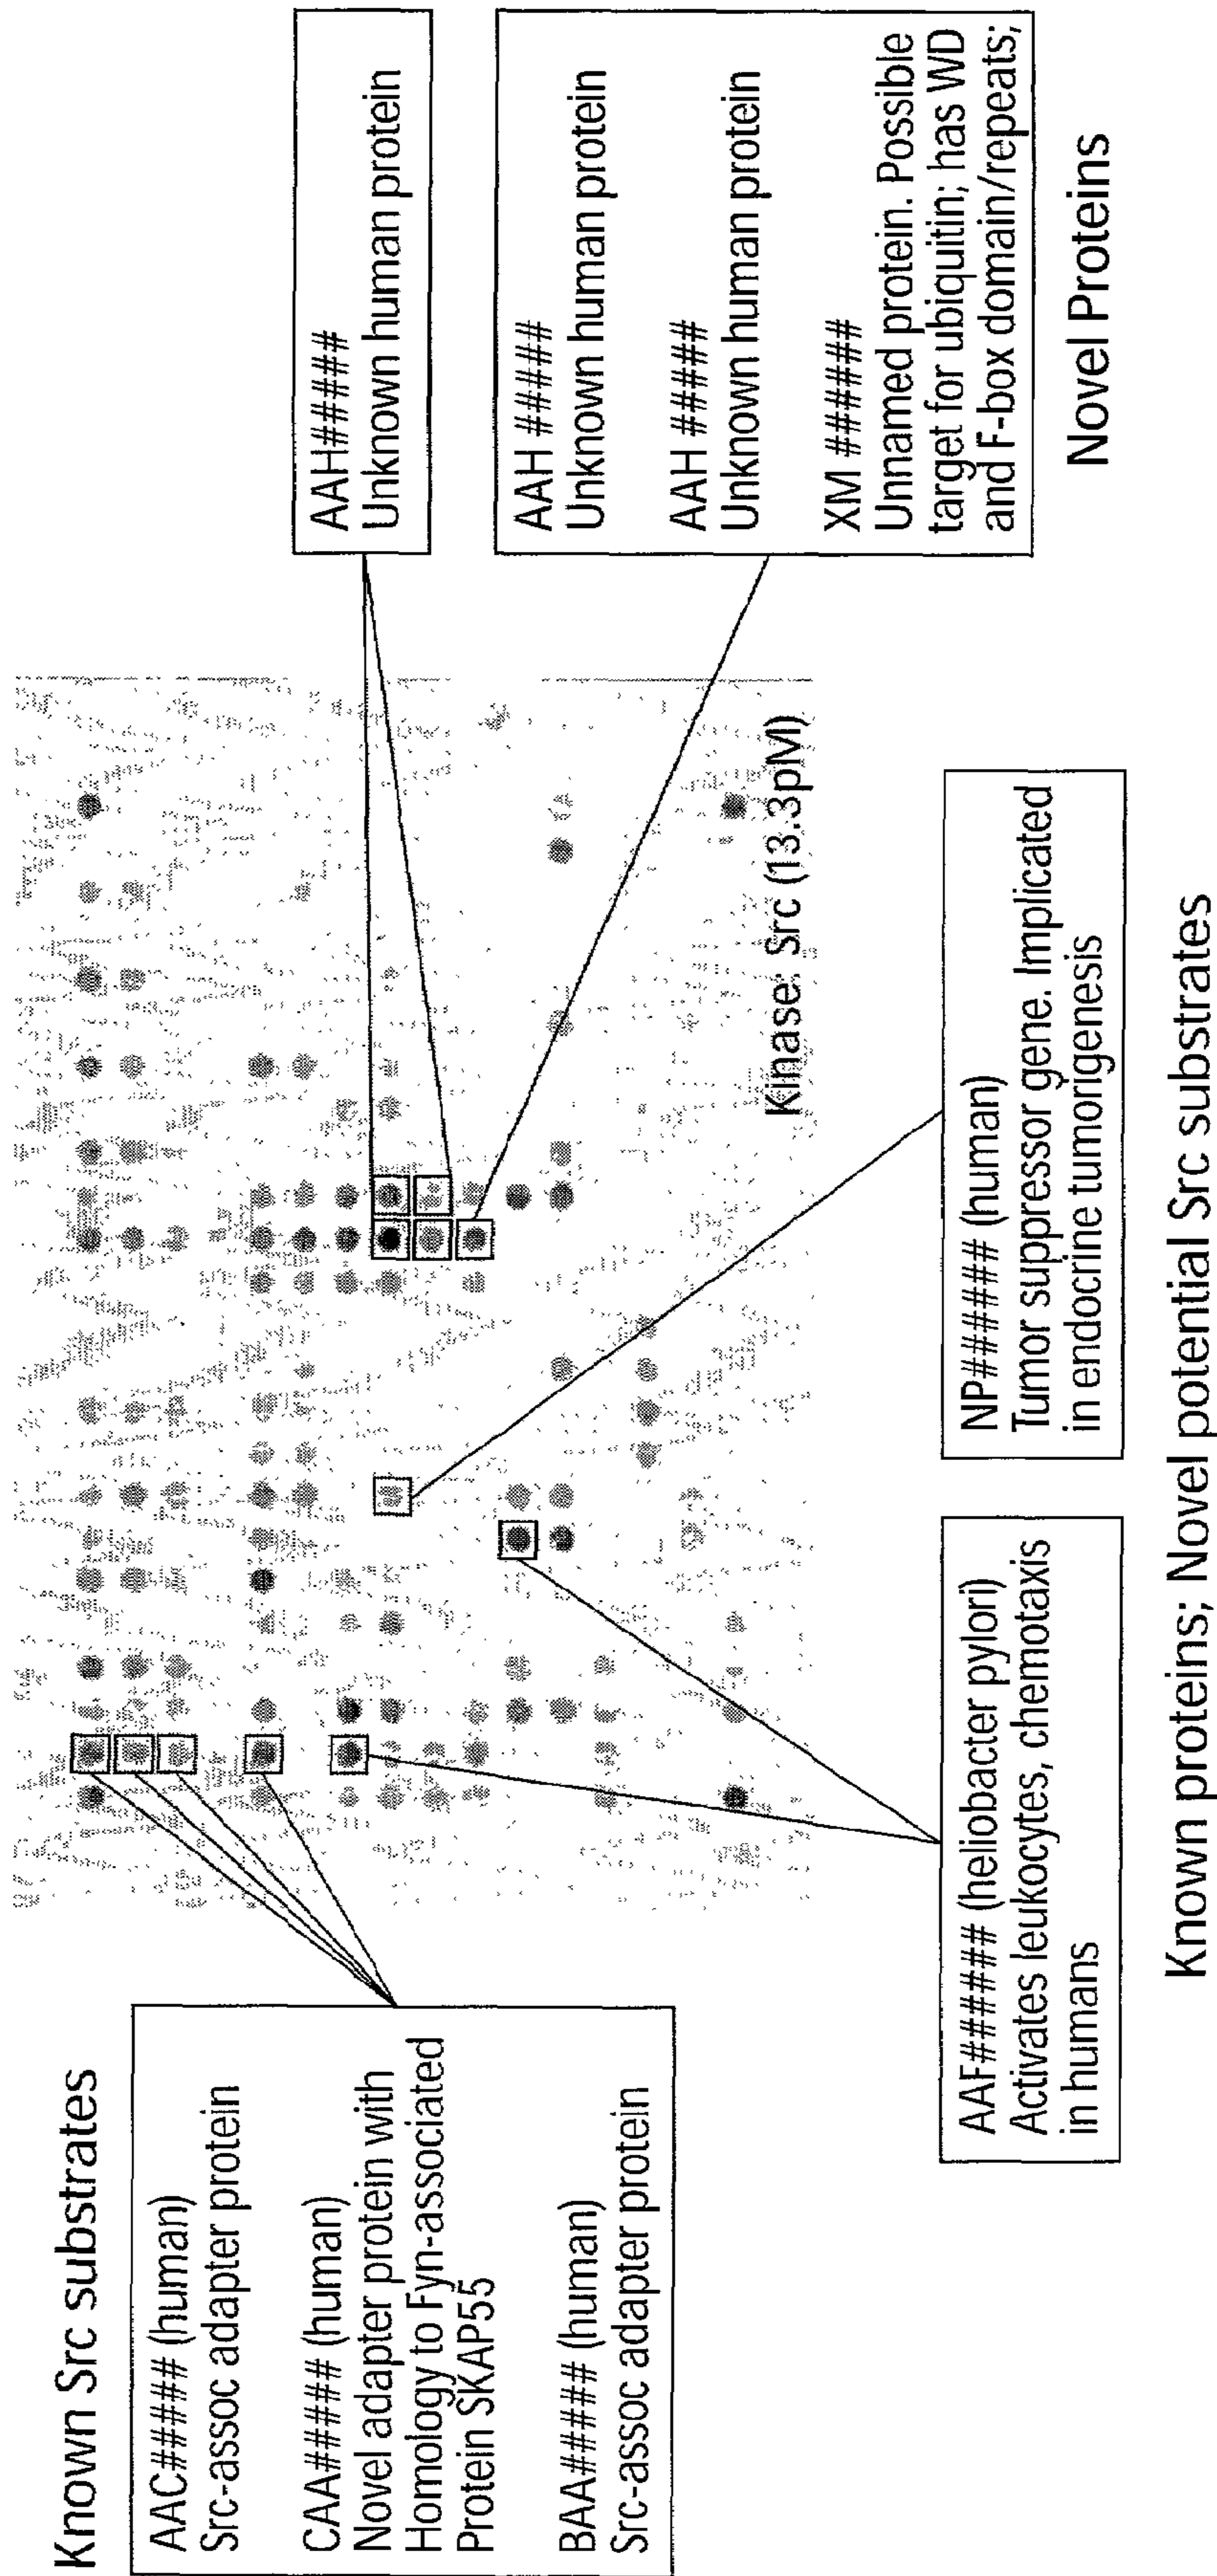 Known Src substrates
AAC##### (human)
Src-assoc adapter protein
CAA##### (human)
Novel adapter protein with
Homology to Fyn-associated
Protein SKAP55
BAA##### (human)
Src-assoc adapter protein
Kinase: Src (13.3pM)
AAH#####
Unknown human protein
AAH #####
Unknown human protein
AAH #####
Unknown human protein
XM ######
Unnamed protein. Possible
target for ubiquitin; has WD
and F-box domain/repeats;
Novel Proteins
AAF##### (heliobacter pylori)
Activates leukocytes, chemotaxis
in humans
NP###### (human)
Tumor suppressor gene. Implicated
in endocrine tumorigenesis
Known proteins; Novel potential Src substrates